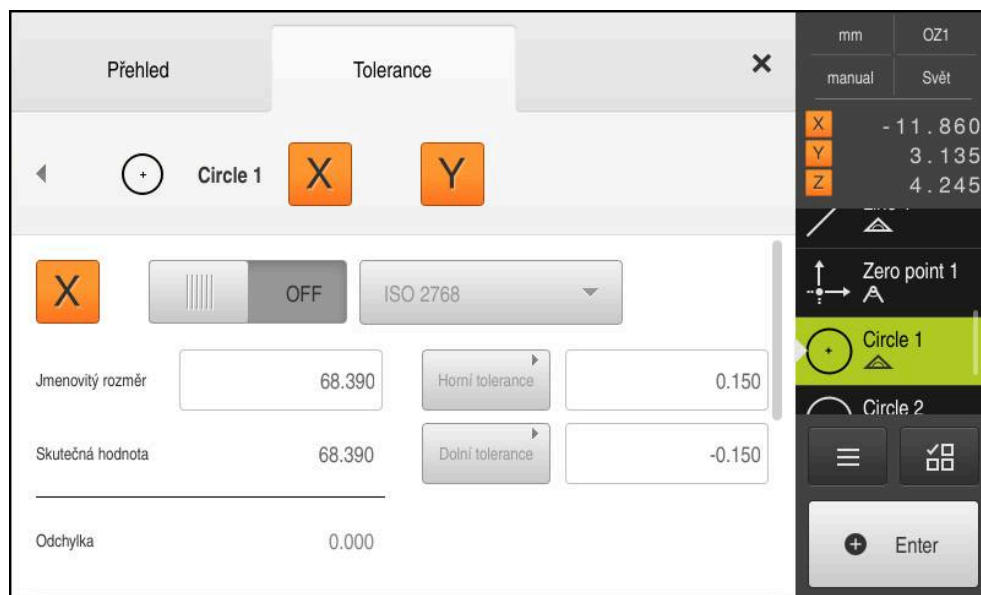 Přehled
Tolerance
Circle 1 X Y
X OFF ISO 2768
Jmenovitý rozměr 68.390 Horní tolerance 0.150
Skutečná hodnota 68.390 Dolní tolerance -0.150
Odchylka 0.000
mm OZ1
manual Svět
X -11.860
Y 3.135
Z 4.245
Zero point 1
Circle 1
Circle 2
Enter